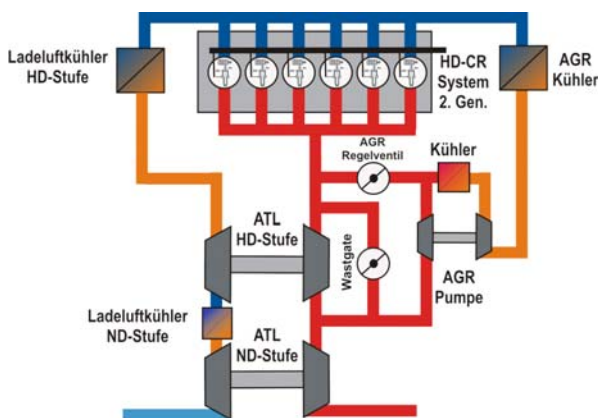 Ladeluftkühler
HD-Stufe
HD-CR
System
2. Gen.
AGR
Kühler
AGR
Regelventil
Kühler
ATL
HD-Stufe
Wastgate
AGR
Pumpe
Ladeluftkühler
ND-Stufe
ATL
ND-Stufe